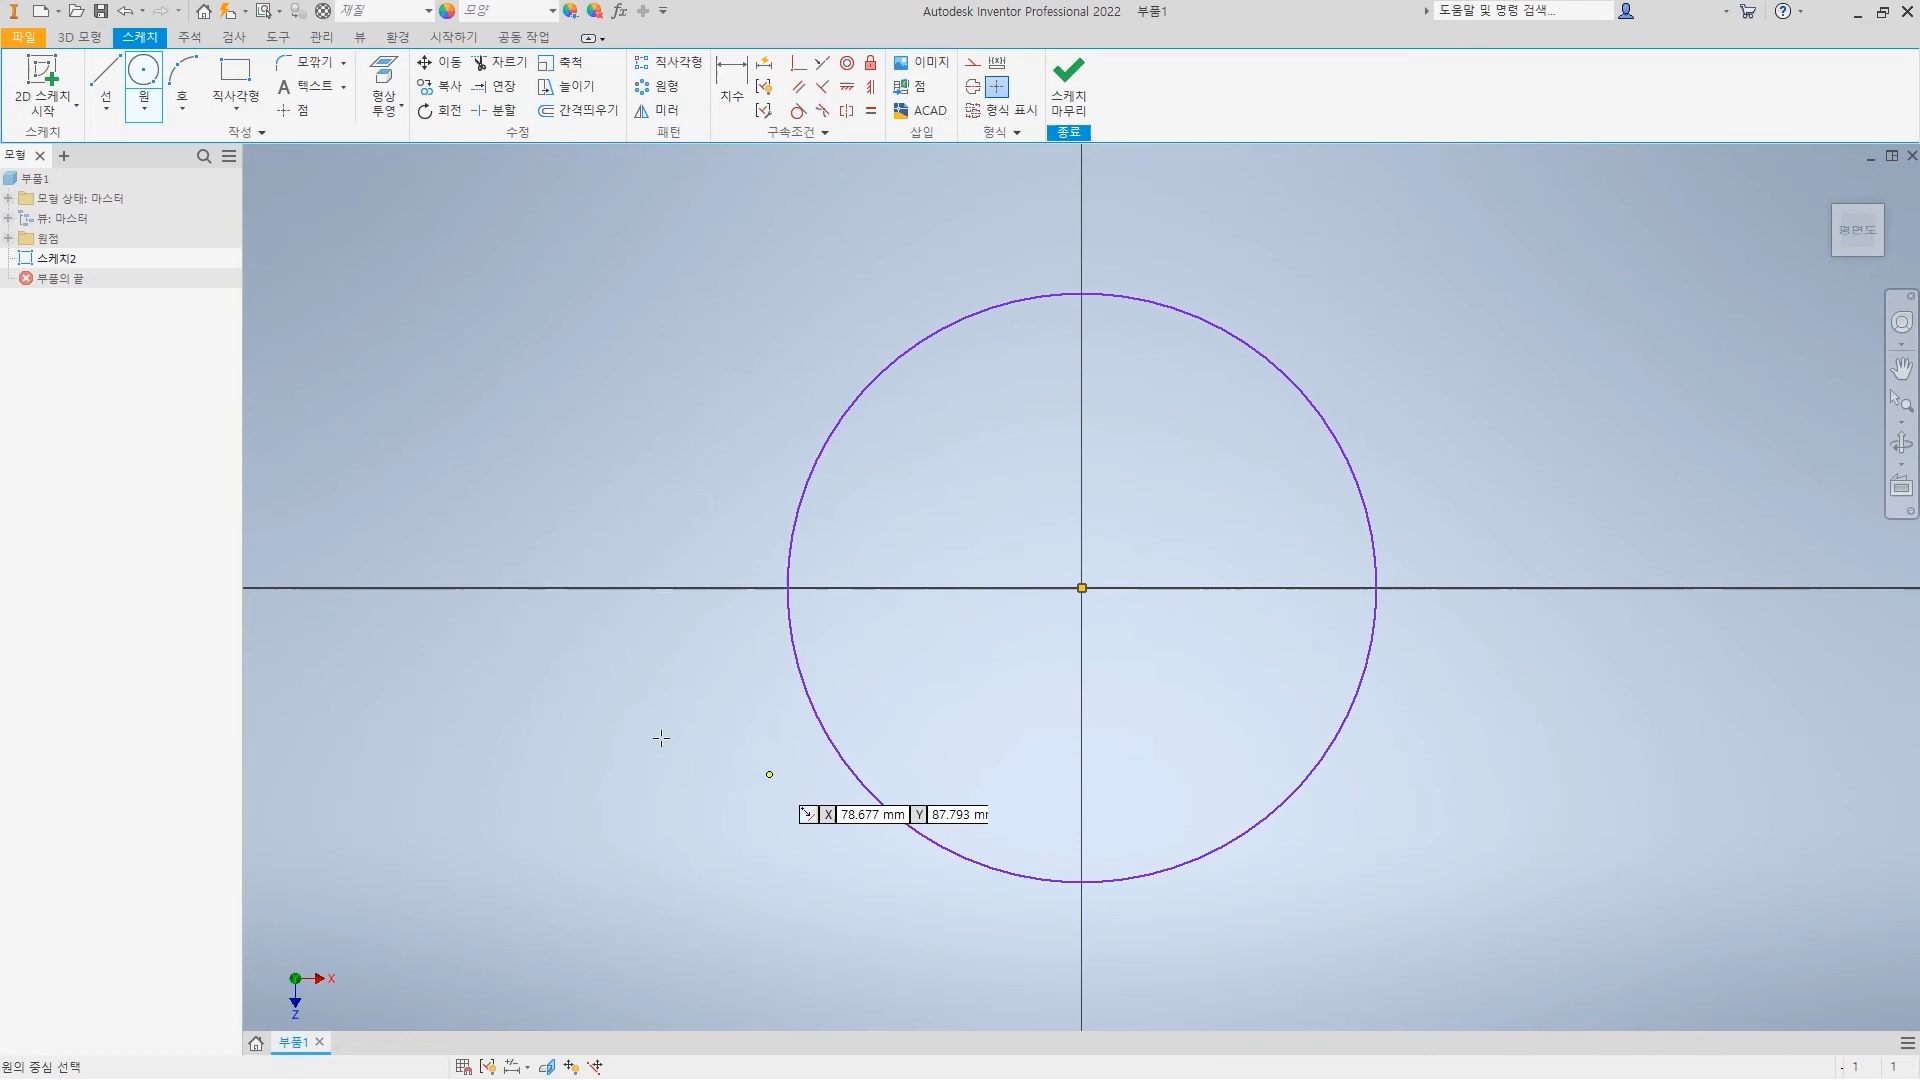 재질 모양 Autodesk Inventor Professional 2022 부품1 도움말 및 명령 검색...
파일 3D 모형 스케치 주석 검사 도구 관리 뷰 환경 시작하기 공동 작업
모깎기 이동 자르기 축척 직사각형 이미지
텍스트 복사 연장 늘이기 원형 점
2D 스케치 시작 선 원 호 직사각형 형상 투영 치수 스케치 마무리
점 회전 분할 간격띄우기 미러 ACAD 형식 표시
스케치 작성 수정 패턴 구속조건 삽입 형식 종료
모형
부품1
모형 상태: 마스터
뷰: 마스터
원점
스케치2
부품의 끝
평면도
X 78.677 mm Y 87.793
X
Z
부품1
원의 중심 선택 1 1